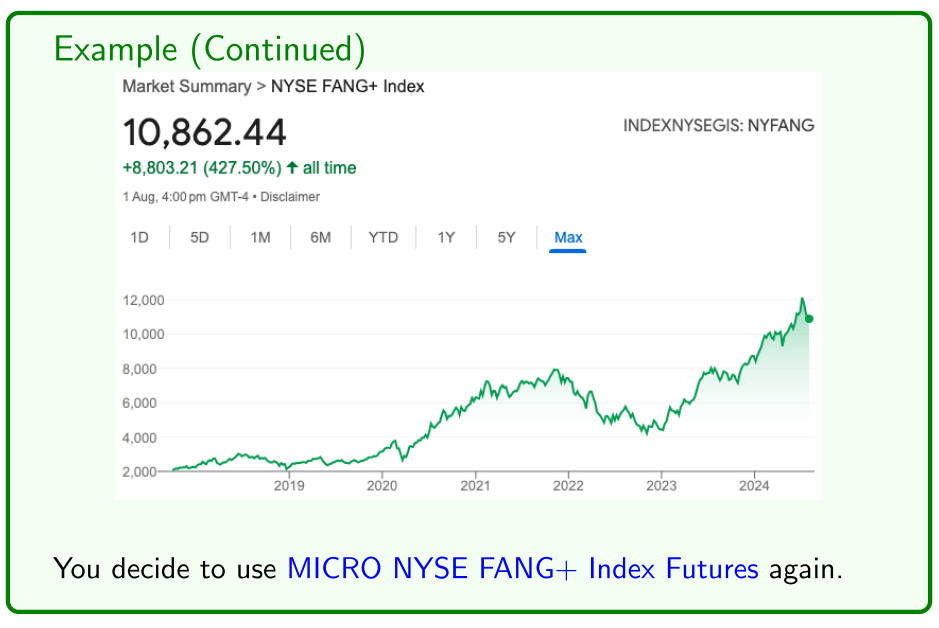 Example (Continued)
Market Summary > NYSE FANG+ Index
10,862.44
INDEXNYSEGIS: NYFANG
+8,803.21 (427.50%) ↑ all time
1 Aug, 4:00 pm GMT-4 • Disclaimer
1D 5D 1M 6M YTD 1Y 5Y Max
12,000
10,000
8,000
6,000
4,000
2,000
2019 2020 2021 2022 2023 2024
You decide to use MICRO NYSE FANG+ Index Futures again.